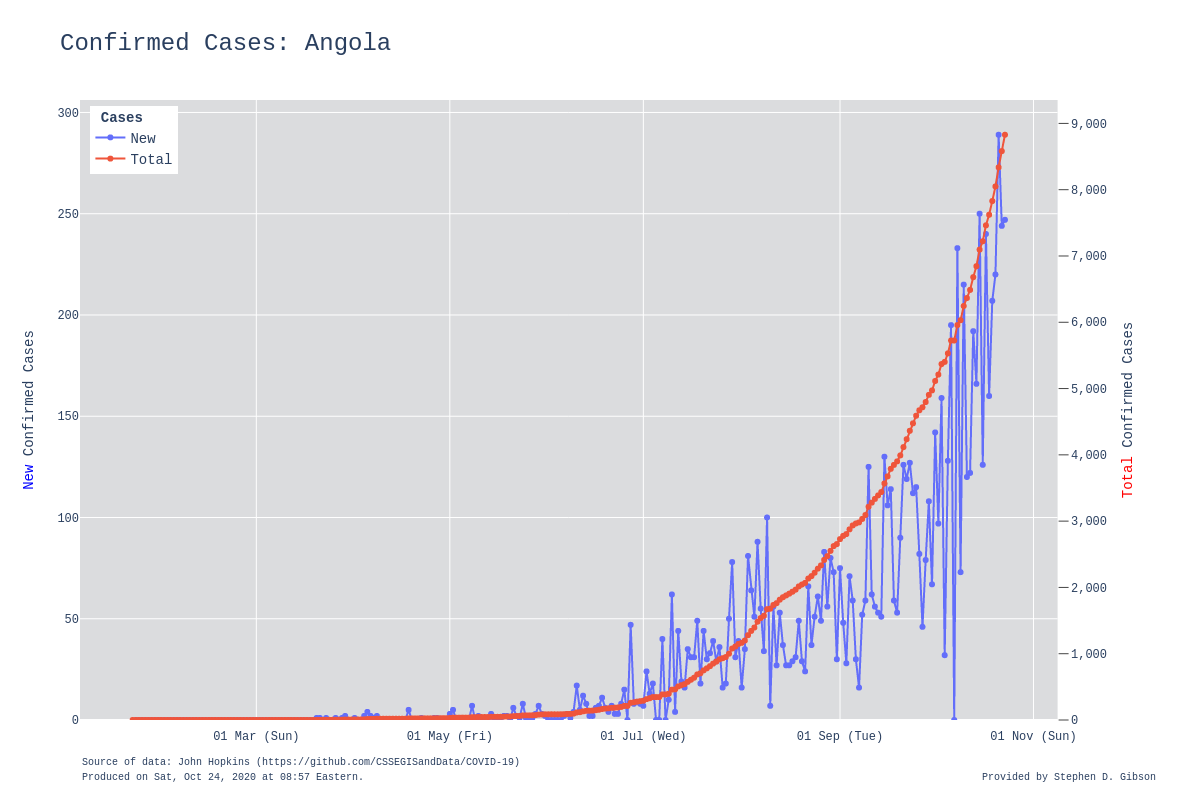 Confirmed Cases: Angola
Cases
New
Total
300
250
200
150
100
50
0
9,000
8,000
7,000
6,000
5,000
4,000
3,000
2,000
1,000
0
New Confirmed Cases
Total Confirmed Cases
01 Mar (Sun)
01 May (Fri)
01 Jul (Wed)
01 Sep (Tue)
01 Nov (Sun)
Source of data: John Hopkins (https://github.com/CSSEGISandData/COVID-19)
Produced on Sat, Oct 24, 2020 at 08:57 Eastern.
Provided by Stephen D. Gibson